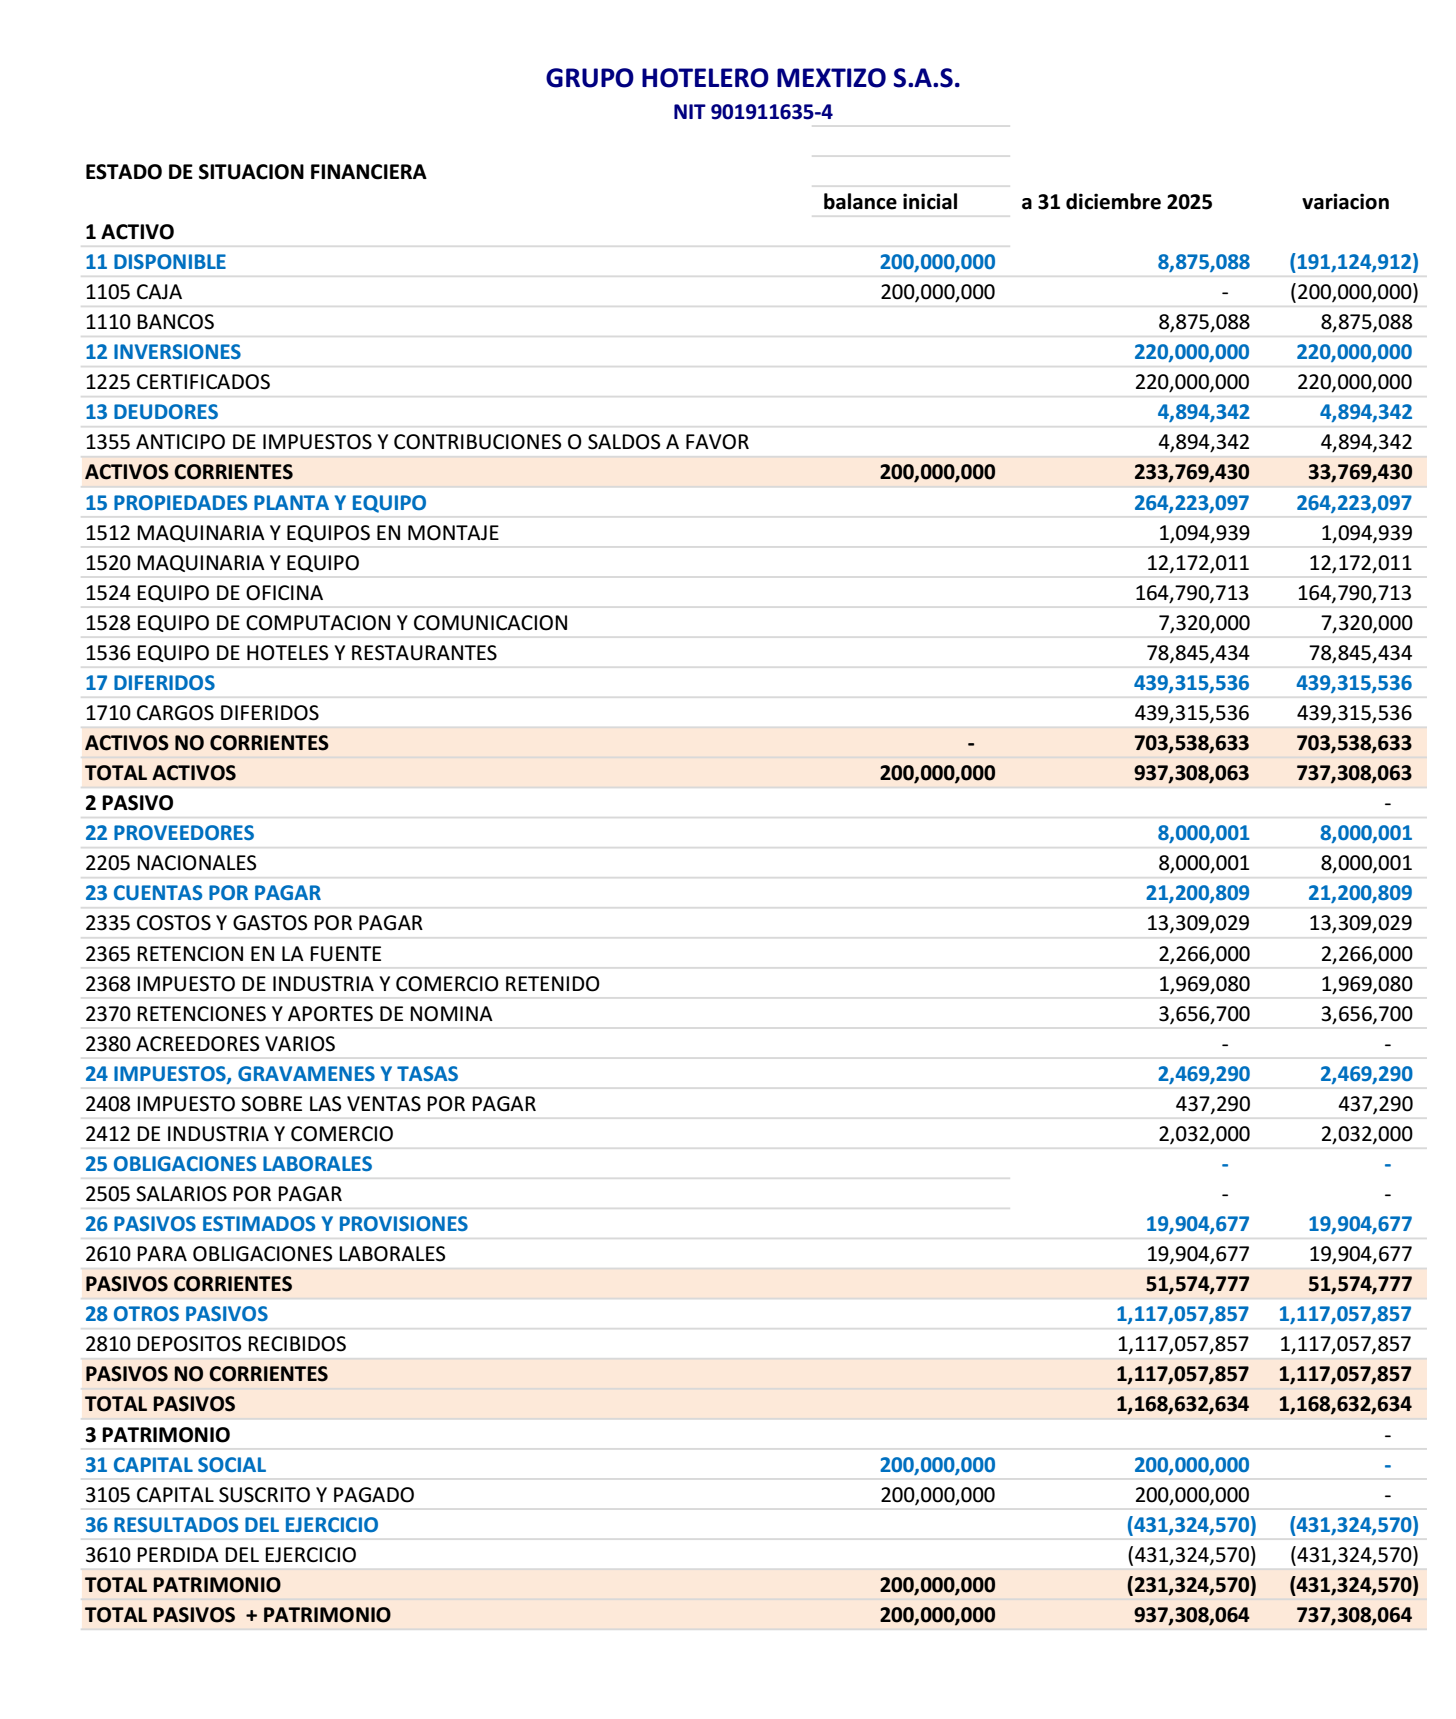 GRUPO HOTELERO MEXTIZO S.A.S.
NIT 901911635-4
ESTADO DE SITUACION FINANCIERA
balance inicial a 31 diciembre 2025 variacion
1 ACTIVO
11 DISPONIBLE 200,000,000 8,875,088 (191,124,912)
1105 CAJA 200,000,000 - (200,000,000)
1110 BANCOS 8,875,088 8,875,088
12 INVERSIONES 220,000,000 220,000,000
1225 CERTIFICADOS 220,000,000 220,000,000
13 DEUDORES 4,894,342 4,894,342
1355 ANTICIPO DE IMPUESTOS Y CONTRIBUCIONES O SALDOS A FAVOR 4,894,342 4,894,342
ACTIVOS CORRIENTES 200,000,000 233,769,430 33,769,430
15 PROPIEDADES PLANTA Y EQUIPO 264,223,097 264,223,097
1512 MAQUINARIA Y EQUIPOS EN MONTAJE 1,094,939 1,094,939
1520 MAQUINARIA Y EQUIPO 12,172,011 12,172,011
1524 EQUIPO DE OFICINA 164,790,713 164,790,713
1528 EQUIPO DE COMPUTACION Y COMUNICACION 7,320,000 7,320,000
1536 EQUIPO DE HOTELES Y RESTAURANTES 78,845,434 78,845,434
17 DIFERIDOS 439,315,536 439,315,536
1710 CARGOS DIFERIDOS 439,315,536 439,315,536
ACTIVOS NO CORRIENTES - 703,538,633 703,538,633
TOTAL ACTIVOS 200,000,000 937,308,063 737,308,063
2 PASIVO -
22 PROVEEDORES 8,000,001 8,000,001
2205 NACIONALES 8,000,001 8,000,001
23 CUENTAS POR PAGAR 21,200,809 21,200,809
2335 COSTOS Y GASTOS POR PAGAR 13,309,029 13,309,029
2365 RETENCION EN LA FUENTE 2,266,000 2,266,000
2368 IMPUESTO DE INDUSTRIA Y COMERCIO RETENIDO 1,969,080 1,969,080
2370 RETENCIONES Y APORTES DE NOMINA 3,656,700 3,656,700
2380 ACREEDORES VARIOS - -
24 IMPUESTOS, GRAVAMENES Y TASAS 2,469,290 2,469,290
2408 IMPUESTO SOBRE LAS VENTAS POR PAGAR 437,290 437,290
2412 DE INDUSTRIA Y COMERCIO 2,032,000 2,032,000
25 OBLIGACIONES LABORALES - -
2505 SALARIOS POR PAGAR - -
26 PASIVOS ESTIMADOS Y PROVISIONES 19,904,677 19,904,677
2610 PARA OBLIGACIONES LABORALES 19,904,677 19,904,677
PASIVOS CORRIENTES 51,574,777 51,574,777
28 OTROS PASIVOS 1,117,057,857 1,117,057,857
2810 DEPOSITOS RECIBIDOS 1,117,057,857 1,117,057,857
PASIVOS NO CORRIENTES 1,117,057,857 1,117,057,857
TOTAL PASIVOS 1,168,632,634 1,168,632,634
3 PATRIMONIO -
31 CAPITAL SOCIAL 200,000,000 200,000,000 -
3105 CAPITAL SUSCRITO Y PAGADO 200,000,000 200,000,000 -
36 RESULTADOS DEL EJERCICIO (431,324,570) (431,324,570)
3610 PERDIDA DEL EJERCICIO (431,324,570) (431,324,570)
TOTAL PATRIMONIO 200,000,000 (231,324,570) (431,324,570)
TOTAL PASIVOS + PATRIMONIO 200,000,000 937,308,064 737,308,064